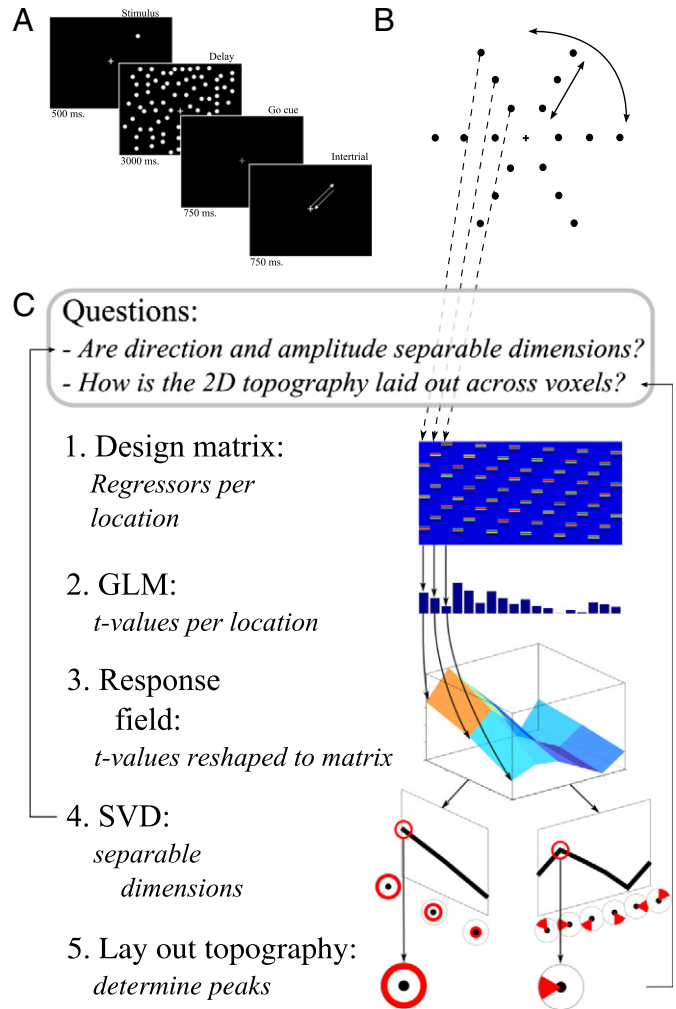 A
Stimulus
500 ms.
Delay
3000 ms.
Go cue
750 ms.
Intertrial
750 ms.
B
C
Questions:
- Are direction and amplitude separable dimensions?
- How is the 2D topography laid out across voxels?
1. Design matrix:
Regressors per
location
2. GLM:
t-values per location
3. Response
field:
t-values reshaped to matrix
4. SVD:
separable
dimensions
5. Lay out topography:
determine peaks